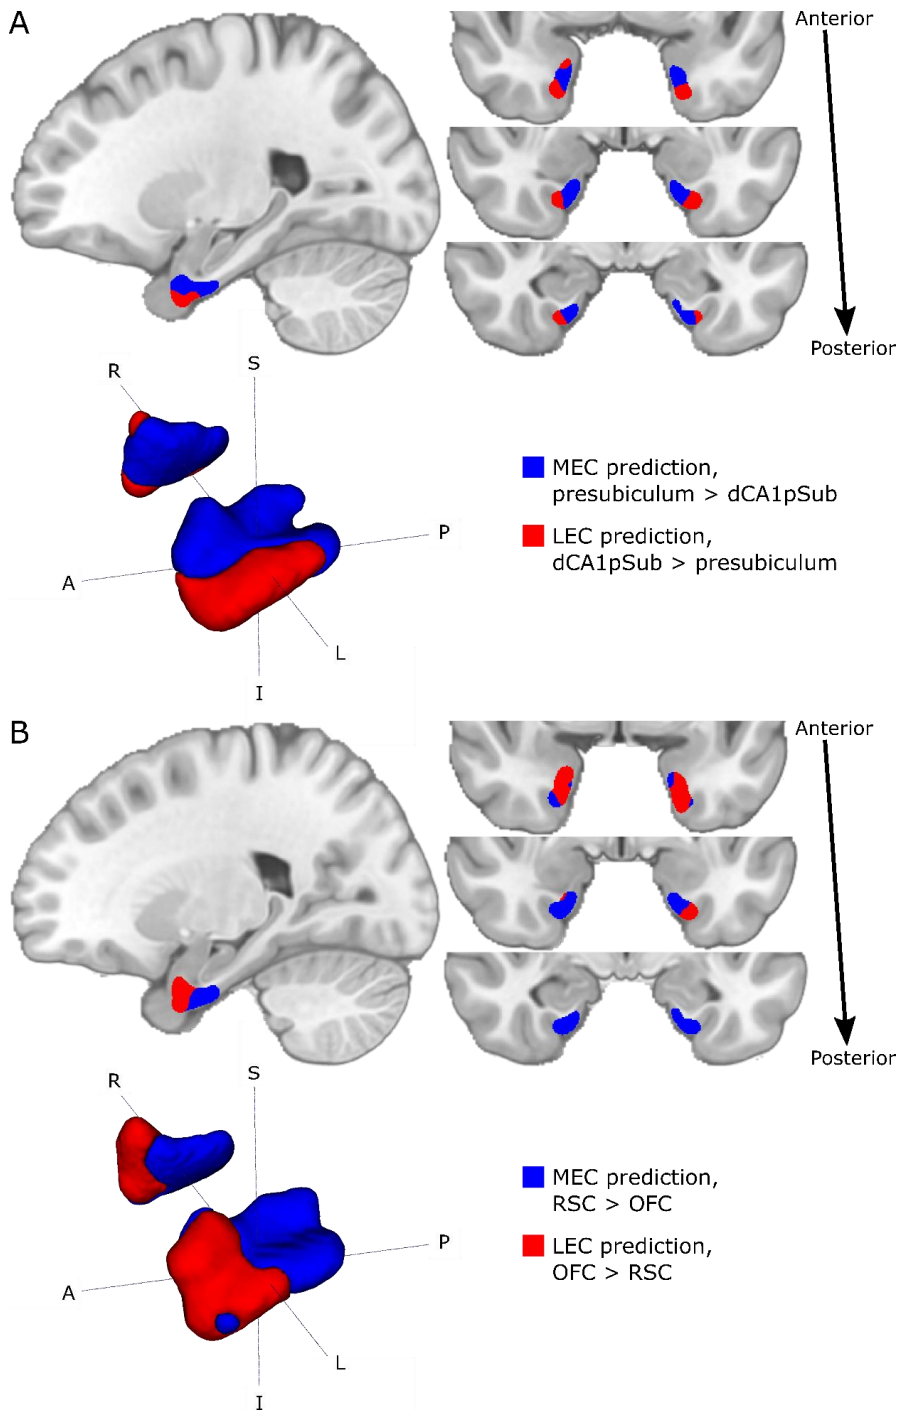 A
Anterior
Posterior
R
S
P
A
L
I
MEC prediction,
presubiculum > dCA1pSub
LEC prediction,
dCA1pSub > presubiculum
B
Anterior
Posterior
R
S
P
A
L
I
MEC prediction,
RSC > OFC
LEC prediction,
OFC > RSC